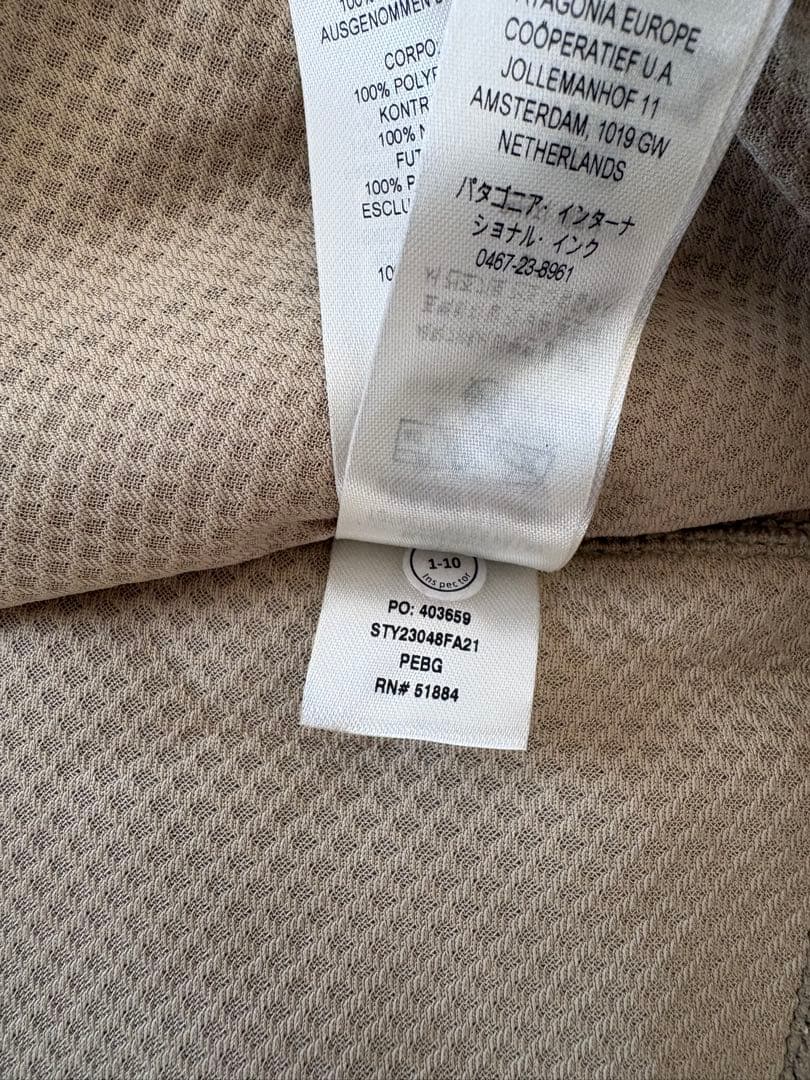 100%
AUSGENOMMEN
CORPO:
100%
KONTR
100%
FUT
100% P
ESCLU
10
PATAGONIA EUROPE
COÖPERATIEF U.A
JOLLEMANHOF 11
AMSTERDAM, 1019 GW
NETHERLANDS
パタゴニア・インターナ
ショナル・インク
0467-23-8961
1-10
Inspector
PO: 403659
STY23048FA21
PEBG
RN# 51884